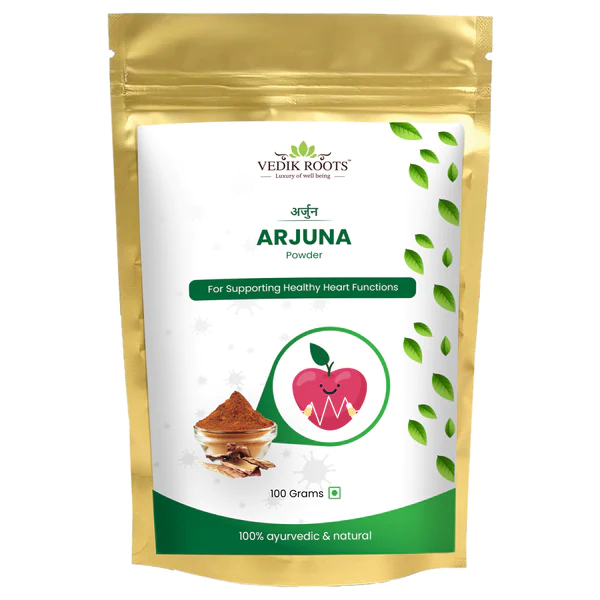 VEDIK ROOTS™
Luxury of well being
अर्जुन
ARJUNA
Powder
For Supporting Healthy Heart Functions
100 Grams
100% ayurvedic & natural